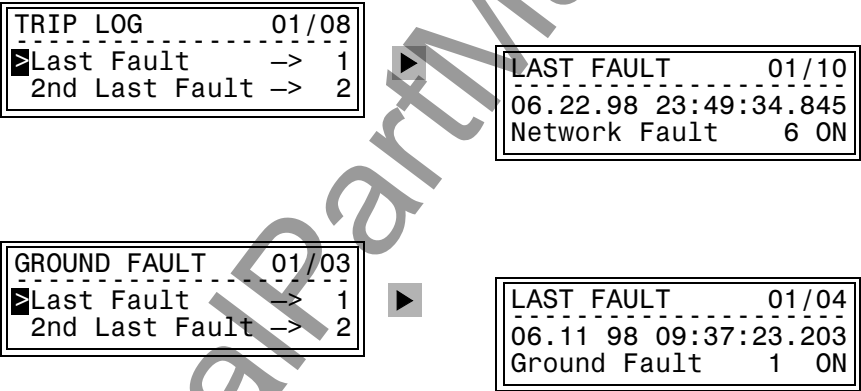 TRIP LOG 01/08
>Last Fault —> 1
2nd Last Fault —> 2
LAST FAULT 01/10
06.22.98 23:49:34.845
Network Fault 6 ON
GROUND FAULT 01/03
>Last Fault —> 1
2nd Last Fault —> 2
LAST FAULT 01/04
06.11 98 09:37:23.203
Ground Fault 1 ON